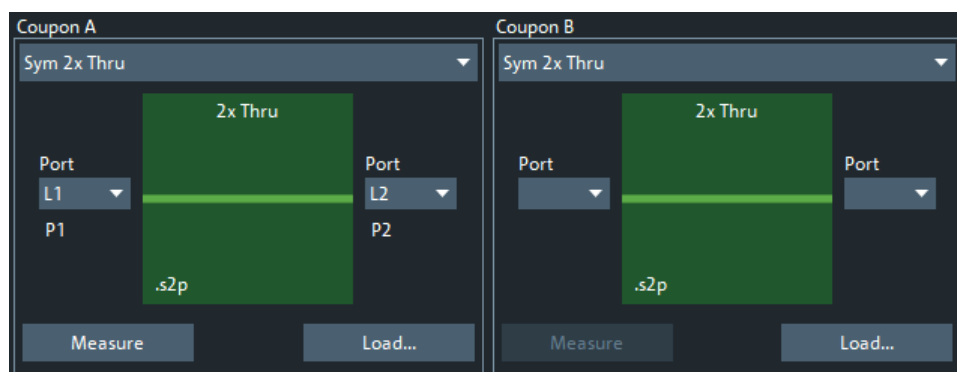 Coupon A
Sym 2x Thru
2x Thru
Port
L1
P1
Port
L2
P2
.s2p
Measure
Load...
Coupon B
Sym 2x Thru
2x Thru
Port
Port
.s2p
Measure
Load...